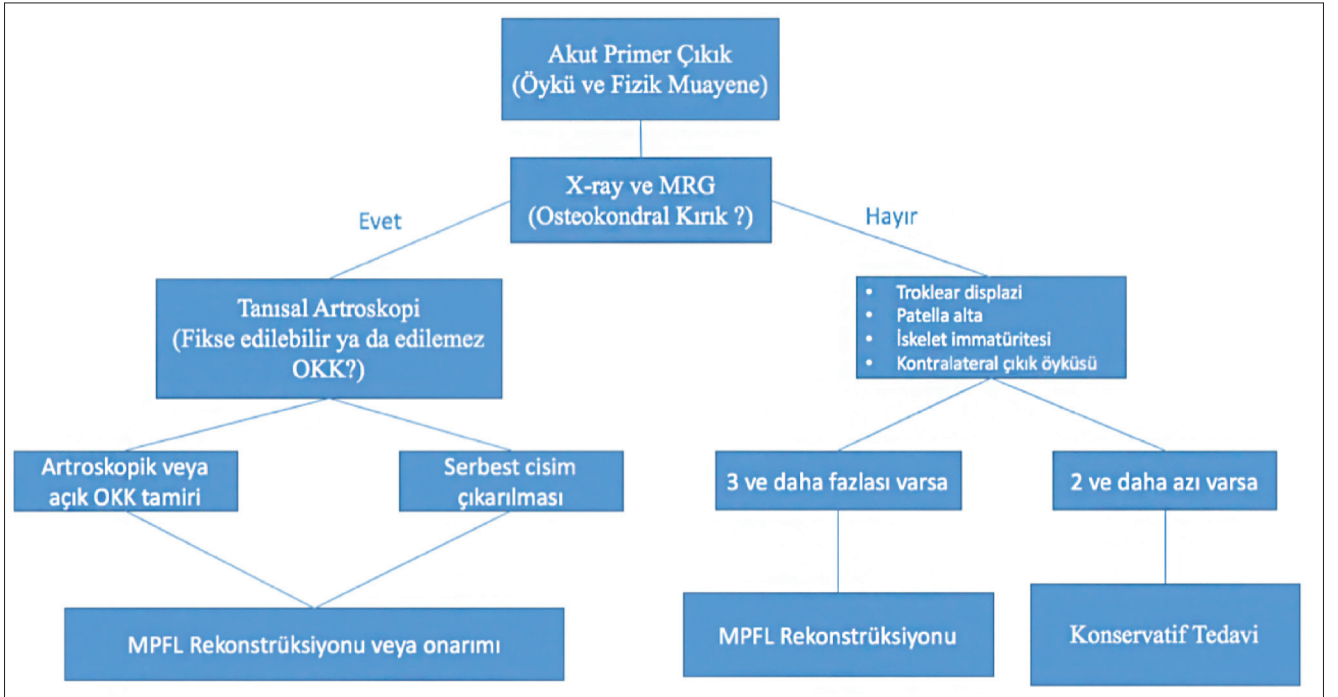 Akut Primer Çıkık
(Öykü ve Fizik Muayene)
X-ray ve MRG
(Osteokondral Kırık ?)
Evet
Hayır
Tanısal Artroskopi
(Fikse edilebilir ya da edilemez
OKK?)
• Troklear displazi
• Patella alta
• İskelet immatüritesi
• Kontralateral çıkık öyküsü
Artroskopik veya
açık OKK tamiri
Serbest cisim
çıkarılması
3 ve daha fazlası varsa
2 ve daha azı varsa
MPFL Rekonstrüksiyonu veya onarımı
MPFL Rekonstrüksiyonu
Konservatif Tedavi